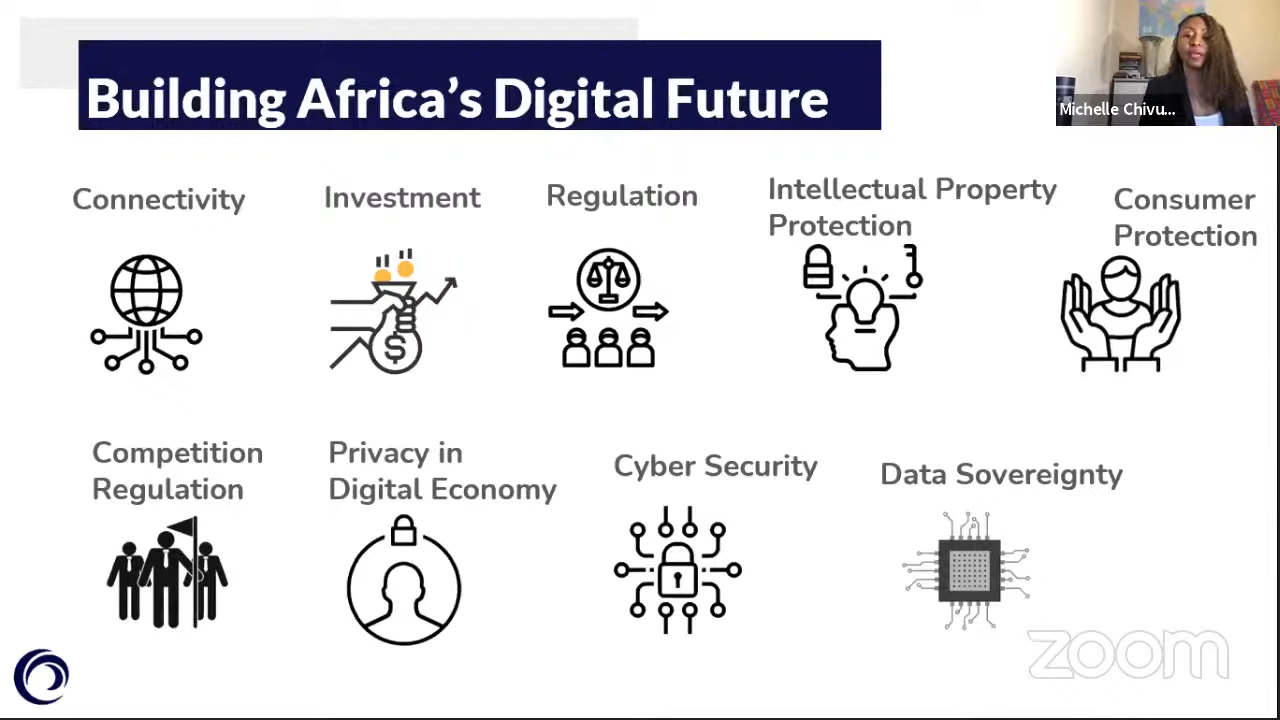 Building Africa's Digital Future
Michelle Chivu...
Connectivity
Investment
Regulation
Intellectual Property
Protection
Consumer
Protection
Competition
Regulation
Privacy in
Digital Economy
Cyber Security
Data Sovereignty
$
zoom